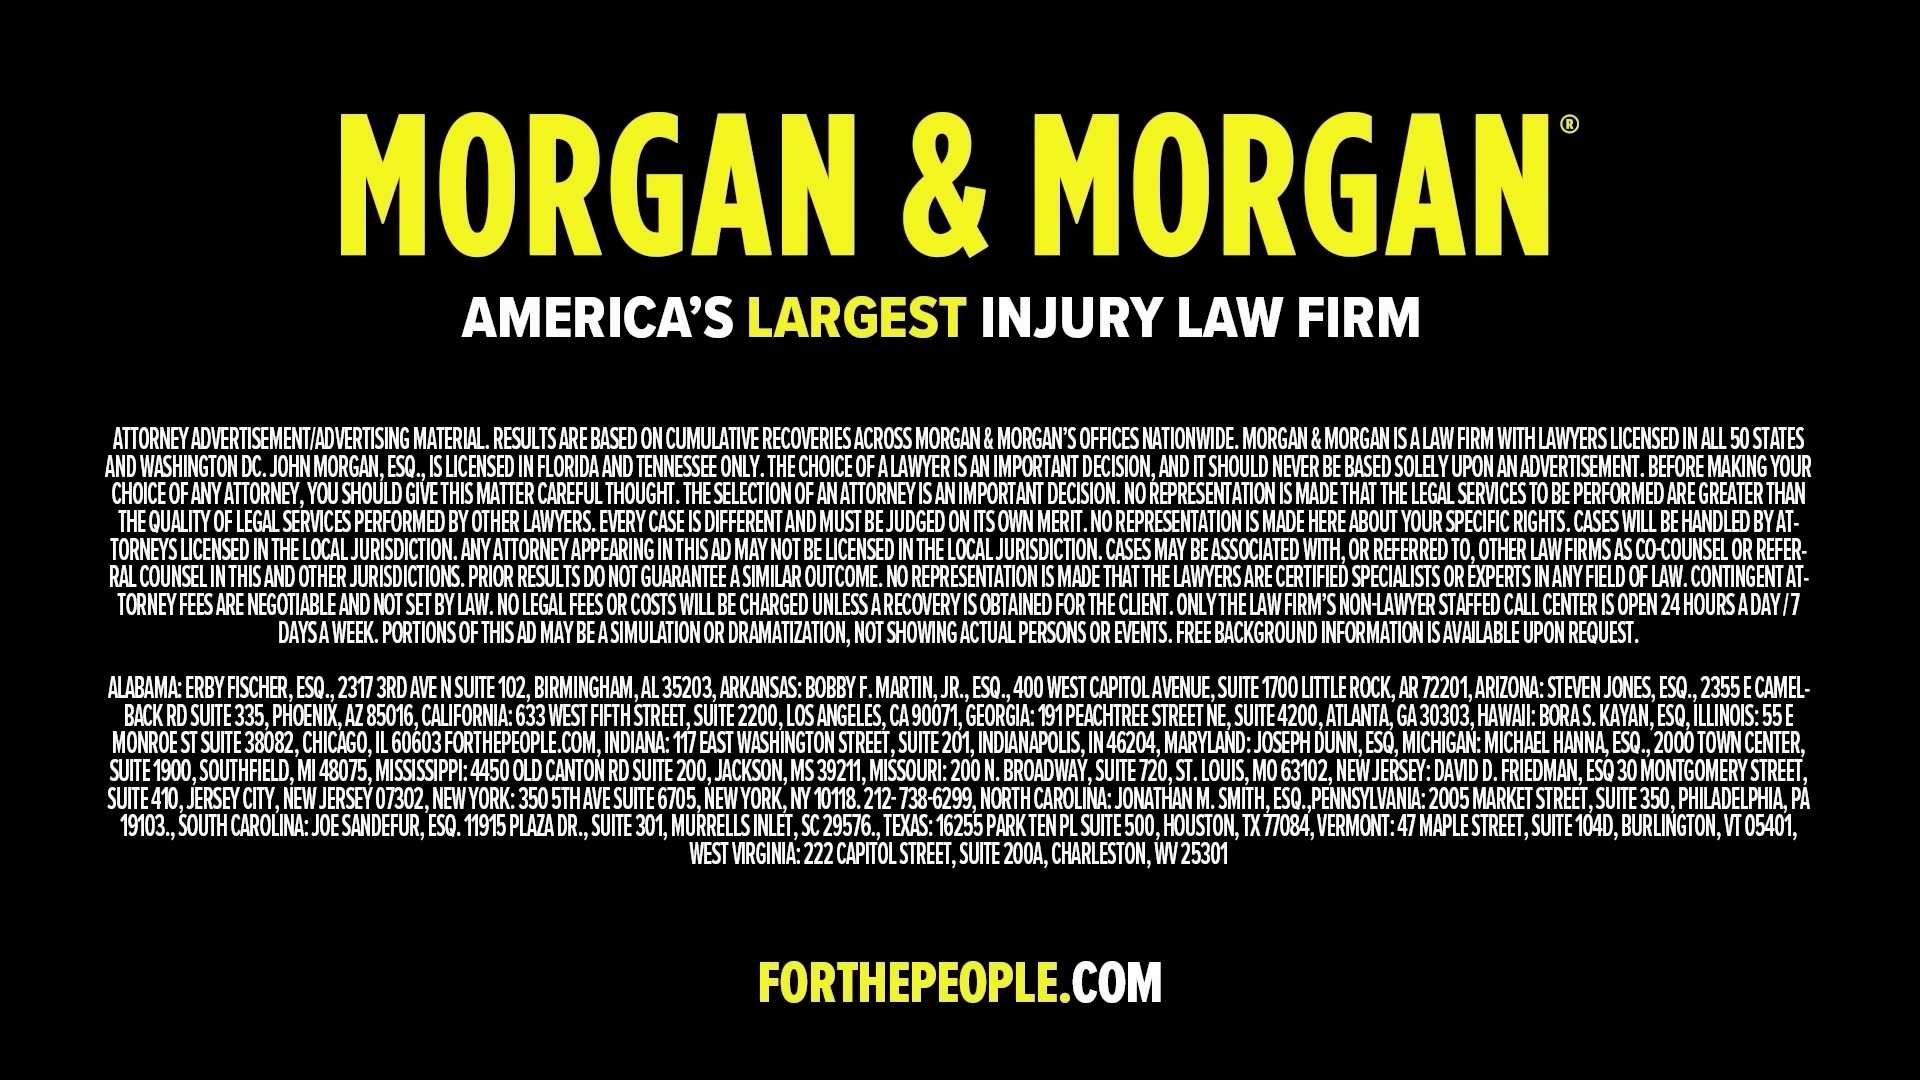 MORGAN & MORGAN®
AMERICA'S LARGEST INJURY LAW FIRM
ATTORNEY ADVERTISEMENT/ADVERTISING MATERIAL. RESULTS ARE BASED ON CUMULATIVE RECOVERIES ACROSS MORGAN & MORGAN'S OFFICES NATIONWIDE. MORGAN & MORGAN IS A LAW FIRM WITH LAWYERS LICENSED IN ALL 50 STATES
AND WASHINGTON DC. JOHN MORGAN, ESQ., IS LICENSED IN FLORIDA AND TENNESSEE ONLY. THE CHOICE OF A LAWYER IS AN IMPORTANT DECISION, AND IT SHOULD NEVER BE BASED SOLELY UPON AN ADVERTISEMENT. BEFORE MAKING YOUR
CHOICE OF ANY ATTORNEY, YOU SHOULD GIVE THIS MATTER CAREFUL THOUGHT. THE SELECTION OF AN ATTORNEY IS AN IMPORTANT DECISION. NO REPRESENTATION IS MADE THAT THE LEGAL SERVICES TO BE PERFORMED ARE GREATER THAN
THE QUALITY OF LEGAL SERVICES PERFORMED BY OTHER LAWYERS. EVERY CASE IS DIFFERENT AND MUST BE JUDGED ON ITS OWN MERIT. NO REPRESENTATION IS MADE HERE ABOUT YOUR SPECIFIC RIGHTS. CASES WILL BE HANDLED BY AT-
TORNEYS LICENSED IN THE LOCAL JURISDICTION. ANY ATTORNEY APPEARING IN THIS AD MAY NOT BE LICENSED IN THE LOCAL JURISDICTION. CASES MAY BE ASSOCIATED WITH, OR REFERRED TO, OTHER LAW FIRMS AS CO-COUNSEL OR REFER-
RAL COUNSEL IN THIS AND OTHER JURISDICTIONS. PRIOR RESULTS DO NOT GUARANTEE A SIMILAR OUTCOME. NO REPRESENTATION IS MADE THAT THE LAWYERS ARE CERTIFIED SPECIALISTS OR EXPERTS IN ANY FIELD OF LAW. CONTINGENT AT-
TORNEY FEES ARE NEGOTIABLE AND NOT SET BY LAW. NO LEGAL FEES OR COSTS WILL BE CHARGED UNLESS A RECOVERY IS OBTAINED FOR THE CLIENT. ONLY THE LAW FIRM'S NON-LAWYER STAFFED CALL CENTER IS OPEN 24 HOURS A DAY / 7
DAYS A WEEK. PORTIONS OF THIS AD MAY BE A SIMULATION OR DRAMATIZATION, NOT SHOWING ACTUAL PERSONS OR EVENTS. FREE BACKGROUND INFORMATION IS AVAILABLE UPON REQUEST.
ALABAMA: ERBY FISCHER, ESQ., 2317 3RD AVE N SUITE 102, BIRMINGHAM, AL 35203, ARKANSAS: BOBBY F. MARTIN, JR., ESQ., 400 WEST CAPITOL AVENUE, SUITE 1700 LITTLE ROCK, AR 72201, ARIZONA: STEVEN JONES, ESQ., 2355 E CAMEL-
BACK RD SUITE 335, PHOENIX, AZ 85016, CALIFORNIA: 633 WEST FIFTH STREET, SUITE 2200, LOS ANGELES, CA 90071, GEORGIA: 191 PEACHTREE STREET NE, SUITE 4200, ATLANTA, GA 30303, HAWAII: BORA S. KAYAN, ESQ, ILLINOIS: 55 E
MONROE ST SUITE 38082, CHICAGO, IL 60603 FORTHEPEOPLE.COM, INDIANA: 117 EAST WASHINGTON STREET, SUITE 201, INDIANAPOLIS, IN 46204, MARYLAND: JOSEPH DUNN, ESQ, MICHIGAN: MICHAEL HANNA, ESQ., 2000 TOWN CENTER,
SUITE 1900, SOUTHFIELD, MI 48075, MISSISSIPPI: 4450 OLD CANTON RD SUITE 200, JACKSON, MS 39211, MISSOURI: 200 N. BROADWAY, SUITE 720, ST. LOUIS, MO 63102, NEW JERSEY: DAVID D. FRIEDMAN, ESQ 30 MONTGOMERY STREET,
SUITE 410, JERSEY CITY, NEW JERSEY 07302, NEW YORK: 350 5TH AVE SUITE 6705, NEW YORK, NY 10118. 212- 738-6299, NORTH CAROLINA: JONATHAN M. SMITH, ESQ.,PENNSYLVANIA: 2005 MARKET STREET, SUITE 350, PHILADELPHIA, PA
19103., SOUTH CAROLINA: JOE SANDEFUR, ESQ. 11915 PLAZA DR., SUITE 301, MURRELLS INLET, SC 29576., TEXAS: 16255 PARK TEN PL SUITE 500, HOUSTON, TX 77084, VERMONT: 47 MAPLE STREET, SUITE 104D, BURLINGTON, VT 05401,
WEST VIRGINIA: 222 CAPITOL STREET, SUITE 200A, CHARLESTON, WV 25301
FORTHEPEOPLE.COM